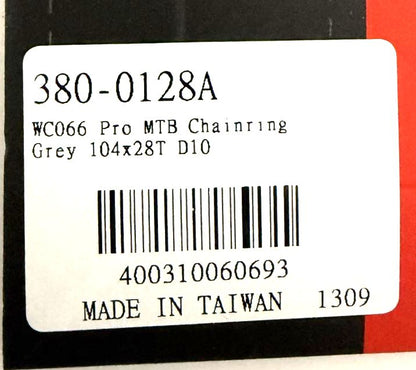 380-0128A
WC066 Pro MTB Chainring
Grey 104x28T D10
400310060693
MADE IN TAIWAN 1309